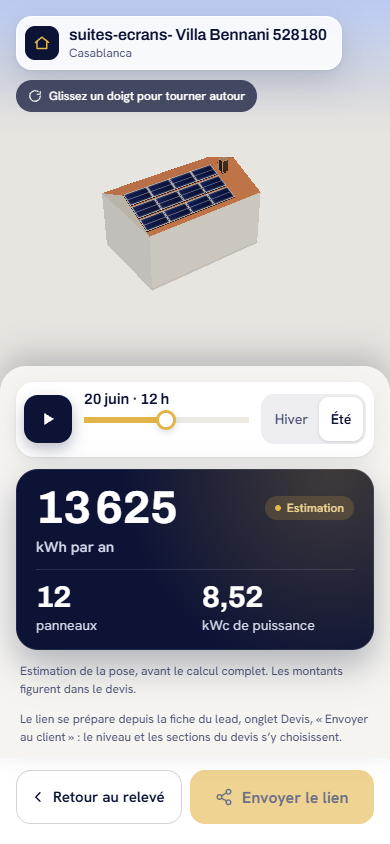 suites-ecrans- Villa Bennani 528180
Casablanca
Glissez un doigt pour tourner autour
20 juin · 12 h
Hiver
Été
13 625
Estimation
kWh par an
12
8,52
panneaux
kWc de puissance
Estimation de la pose, avant le calcul complet. Les montants
figurent dans le devis.
Le lien se prépare depuis la fiche du lead, onglet Devis, « Envoyer
au client » : le niveau et les sections du devis s’y choisissent.
Retour au relevé
Envoyer le lien